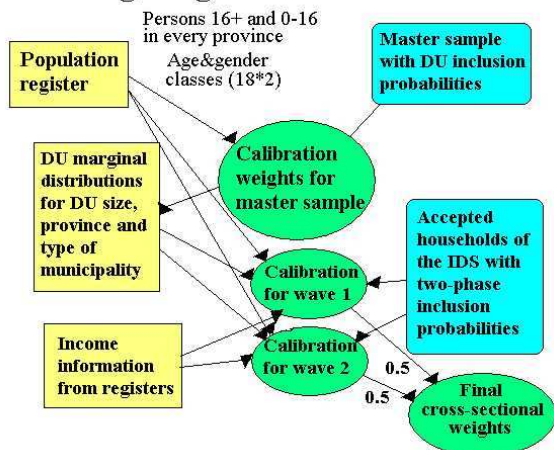 Persons 16+ and 0-16
in every province
Age&gender
classes (18*2)
Population
register
Master sample
with DU inclusion
probabilities
Calibration
weights for
master sample
DU marginal
distributions
for DU size,
province and
type of
municipality
Accepted
households of
the IDS with
two-phase
inclusion
probabilities
Calibration
for wave 1
Calibration
for wave 2
Income
information
from registers
0.5
0.5
Final
cross-sectional
weights